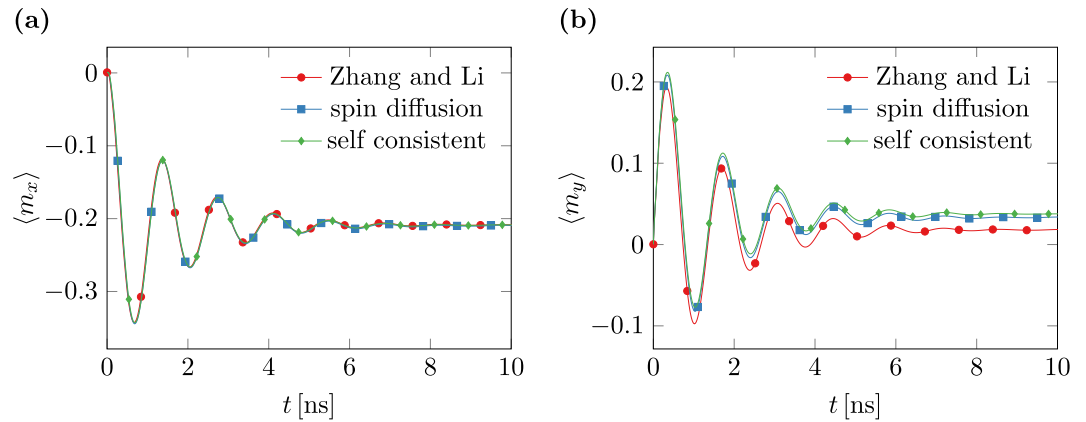 (a)
Zhang and Li
spin diffusion
self consistent
0
−0.1
−0.2
−0.3
⟨m_x⟩
0 2 4 6 8 10
t [ns]
(b)
Zhang and Li
spin diffusion
self consistent
0.2
0.1
0
−0.1
⟨m_y⟩
0 2 4 6 8 10
t [ns]